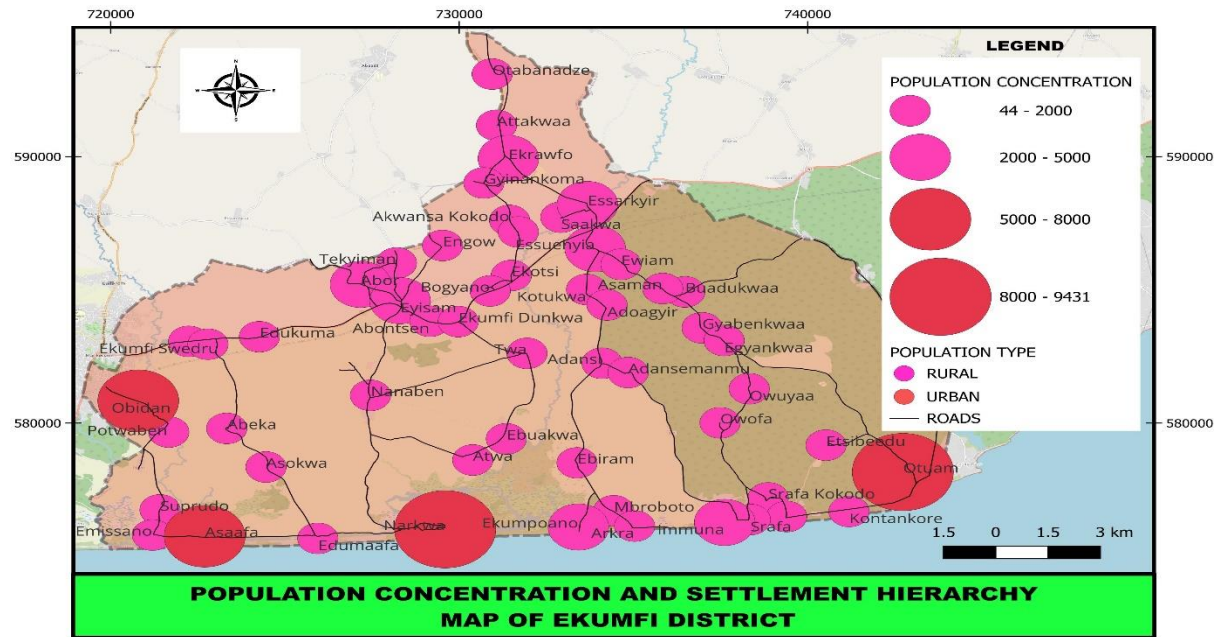 720000
730000
740000
590000
590000
580000
580000
N
LEGEND
POPULATION CONCENTRATION
44 - 2000
2000 - 5000
5000 - 8000
8000 - 9431
POPULATION TYPE
RURAL
URBAN
ROADS
Otabanadze
Attakwaa
Ekrawfo
Gyinankoma
Essarkyir
Akwansa Kokodo
Saakwa
Engow
Essuehyia
Tekyiman
Ewiam
Ekotsi
Abor
Bogyano
Asaman
Buadukwaa
Kotukwa
Eyisam
Adoagyir
Abontsen
Ekumfi Dunkwa
Gyabenkwaa
Edukuma
Egyankwaa
Ekumfi Swedru
Twa
Adansi
Adansemanmu
Nanaben
Owuyaa
Obidan
Owofa
Potwaben
Abeka
Ebuakwa
Etsibeedu
Atwa
Ebiram
Otuam
Asokwa
Srafa Kokodo
Suprudo
Mbroboto
Kontankore
Emissano
Asaafa
Narkwa
Ekumpoano
Arkra
Immuna
Srafa
Edumaafa
1.5 0 1.5 3 km
POPULATION CONCENTRATION AND SETTLEMENT HIERARCHY
MAP OF EKUMFI DISTRICT